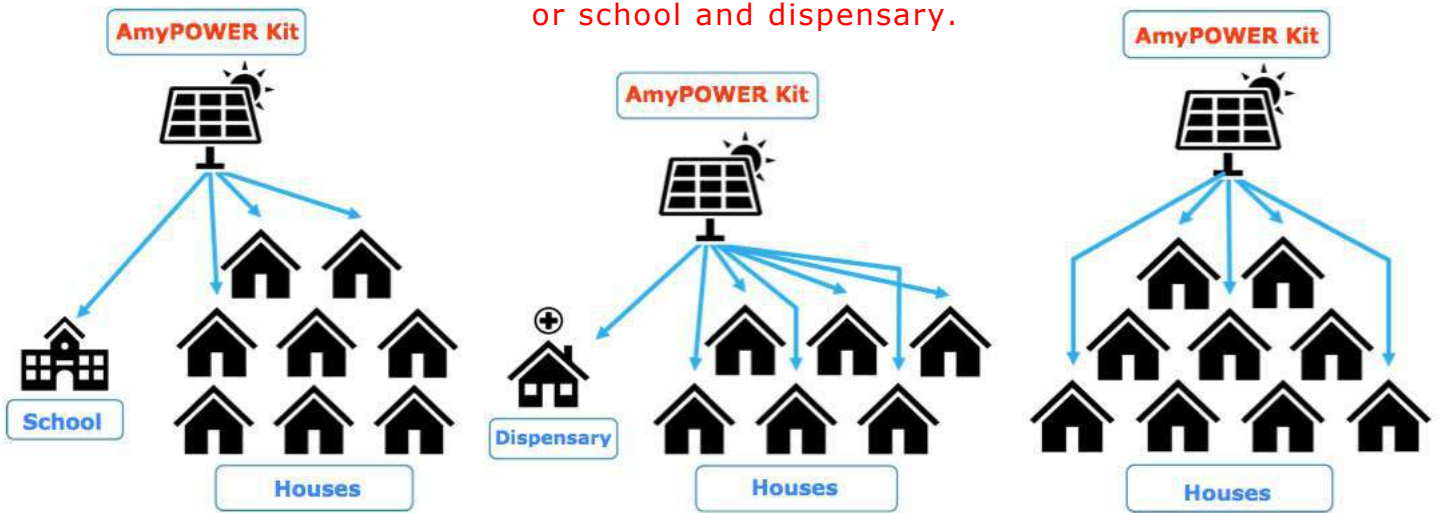 or school and dispensary.
AmyPOWER Kit
School
Houses
AmyPOWER Kit
Dispensary
Houses
AmyPOWER Kit
Houses